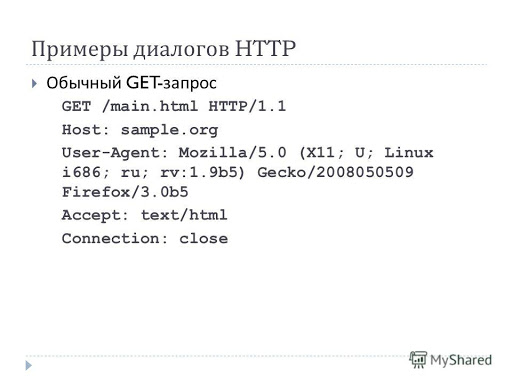 Примеры диалогов HTTP
Обычный GET-запрос
GET /main.html HTTP/1.1
Host: sample.org
User-Agent: Mozilla/5.0 (X11; U; Linux
i686; ru; rv:1.9b5) Gecko/2008050509
Firefox/3.0b5
Accept: text/html
Connection: close
MyShared